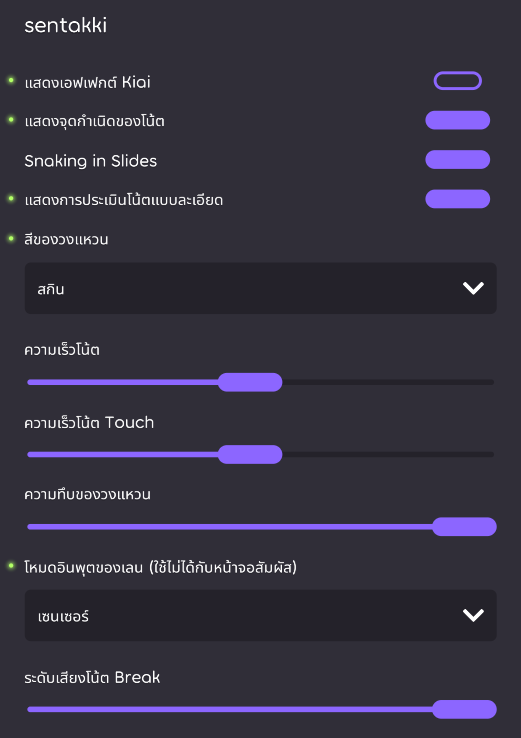 sentakki
แสดงเอฟเฟกต์ Kiai
แสดงจุดกำเนิดของโน้ต
Snaking in Slides
แสดงการประเมินโน้ตแบบละเอียด
สีของวงแหวน
สกิน
ความเร็วโน้ต
ความเร็วโน้ต Touch
ความทึบของวงแหวน
โหมดอินพุตของเลน (ใช้ไม่ได้กับหน้าจอสัมผัส)
เซนเซอร์
ระดับเสียงโน้ต Break